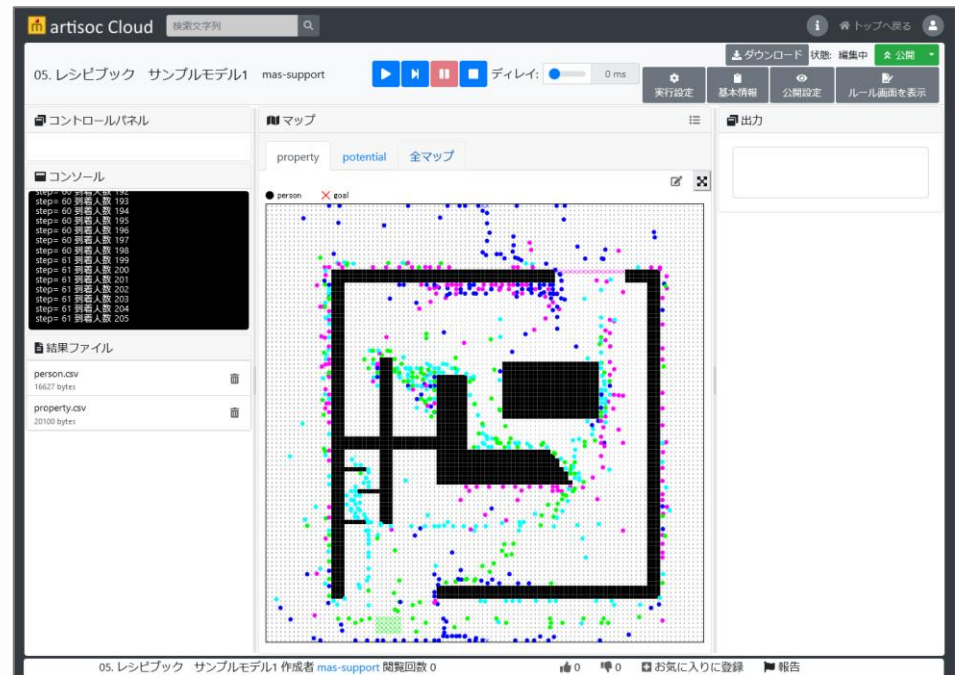 artisoc Cloud
検索文字列
トップへ戻る
05. レシピブック サンプルモデル1 mas-support
ディレイ: 0 ms
ダウンロード 状態: 編集中 公開
実行設定 基本情報 公開設定 ルール画面を表示
コントロールパネル
コンソール
step= 60 到着人数 192
step= 60 到着人数 193
step= 60 到着人数 194
step= 60 到着人数 195
step= 60 到着人数 196
step= 60 到着人数 197
step= 60 到着人数 198
step= 61 到着人数 199
step= 61 到着人数 200
step= 61 到着人数 201
step= 61 到着人数 202
step= 61 到着人数 203
step= 61 到着人数 204
step= 61 到着人数 205
結果ファイル
person.csv
16627 bytes
property.csv
20100 bytes
マップ
property potential 全マップ
person goal
出力
05. レシピブック サンプルモデル1 作成者 mas-support 閲覧回数 0
0 0 お気に入りに登録 報告